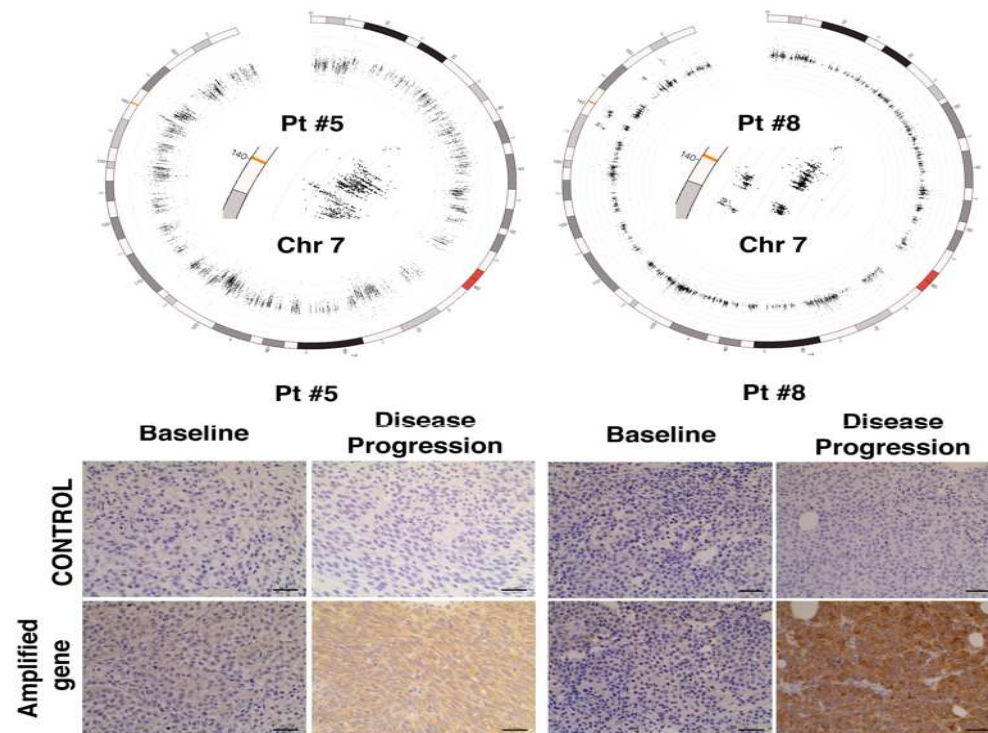 Pt #5
Pt #8
140
140
Chr 7
Chr 7
Pt #5
Pt #8
Baseline
Disease
Progression
Baseline
Disease
Progression
CONTROL
Amplified
gene